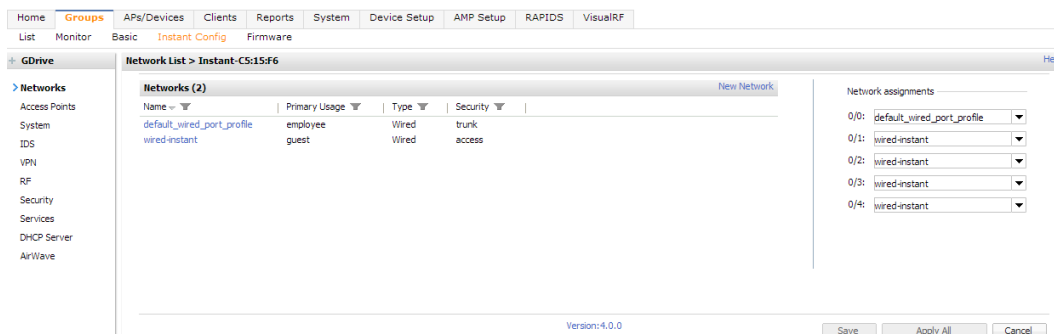 Home Groups APs/Devices Clients Reports System Device Setup AMP Setup RAPIDS VisualRF
List Monitor Basic Instant Config Firmware
+ GDrive Network List > Instant-C5:15:F6
Networks
Access Points
System
IDS
VPN
RF
Security
Services
DHCP Server
AirWave
Networks (2) New Network
Name Primary Usage Type Security
default_wired_port_profile employee Wired trunk
wired-instant guest Wired access
Network assignments
0/0: default_wired_port_profile
0/1: wired-instant
0/2: wired-instant
0/3: wired-instant
0/4: wired-instant
Version:4.0.0
Save Apply All Cancel